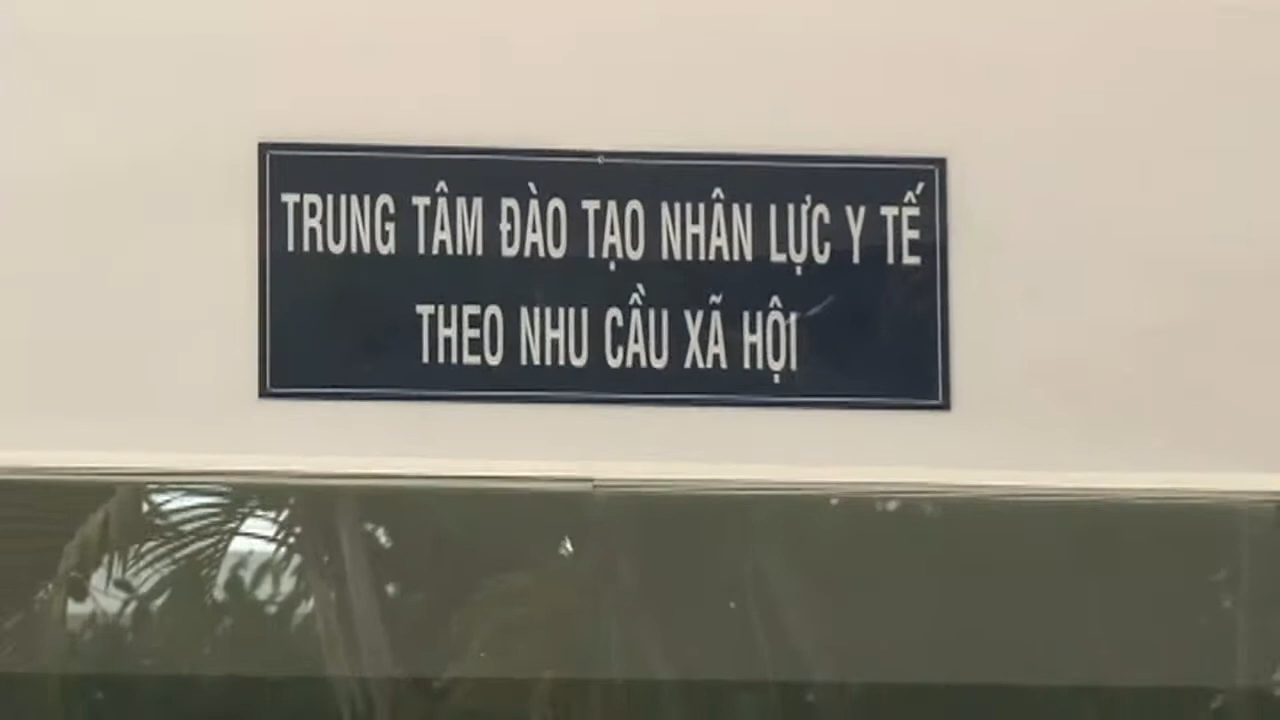 TRUNG TÂM ĐÀO TẠO NHÂN LỰC Y TẾ
THEO NHU CẦU XÃ HỘI